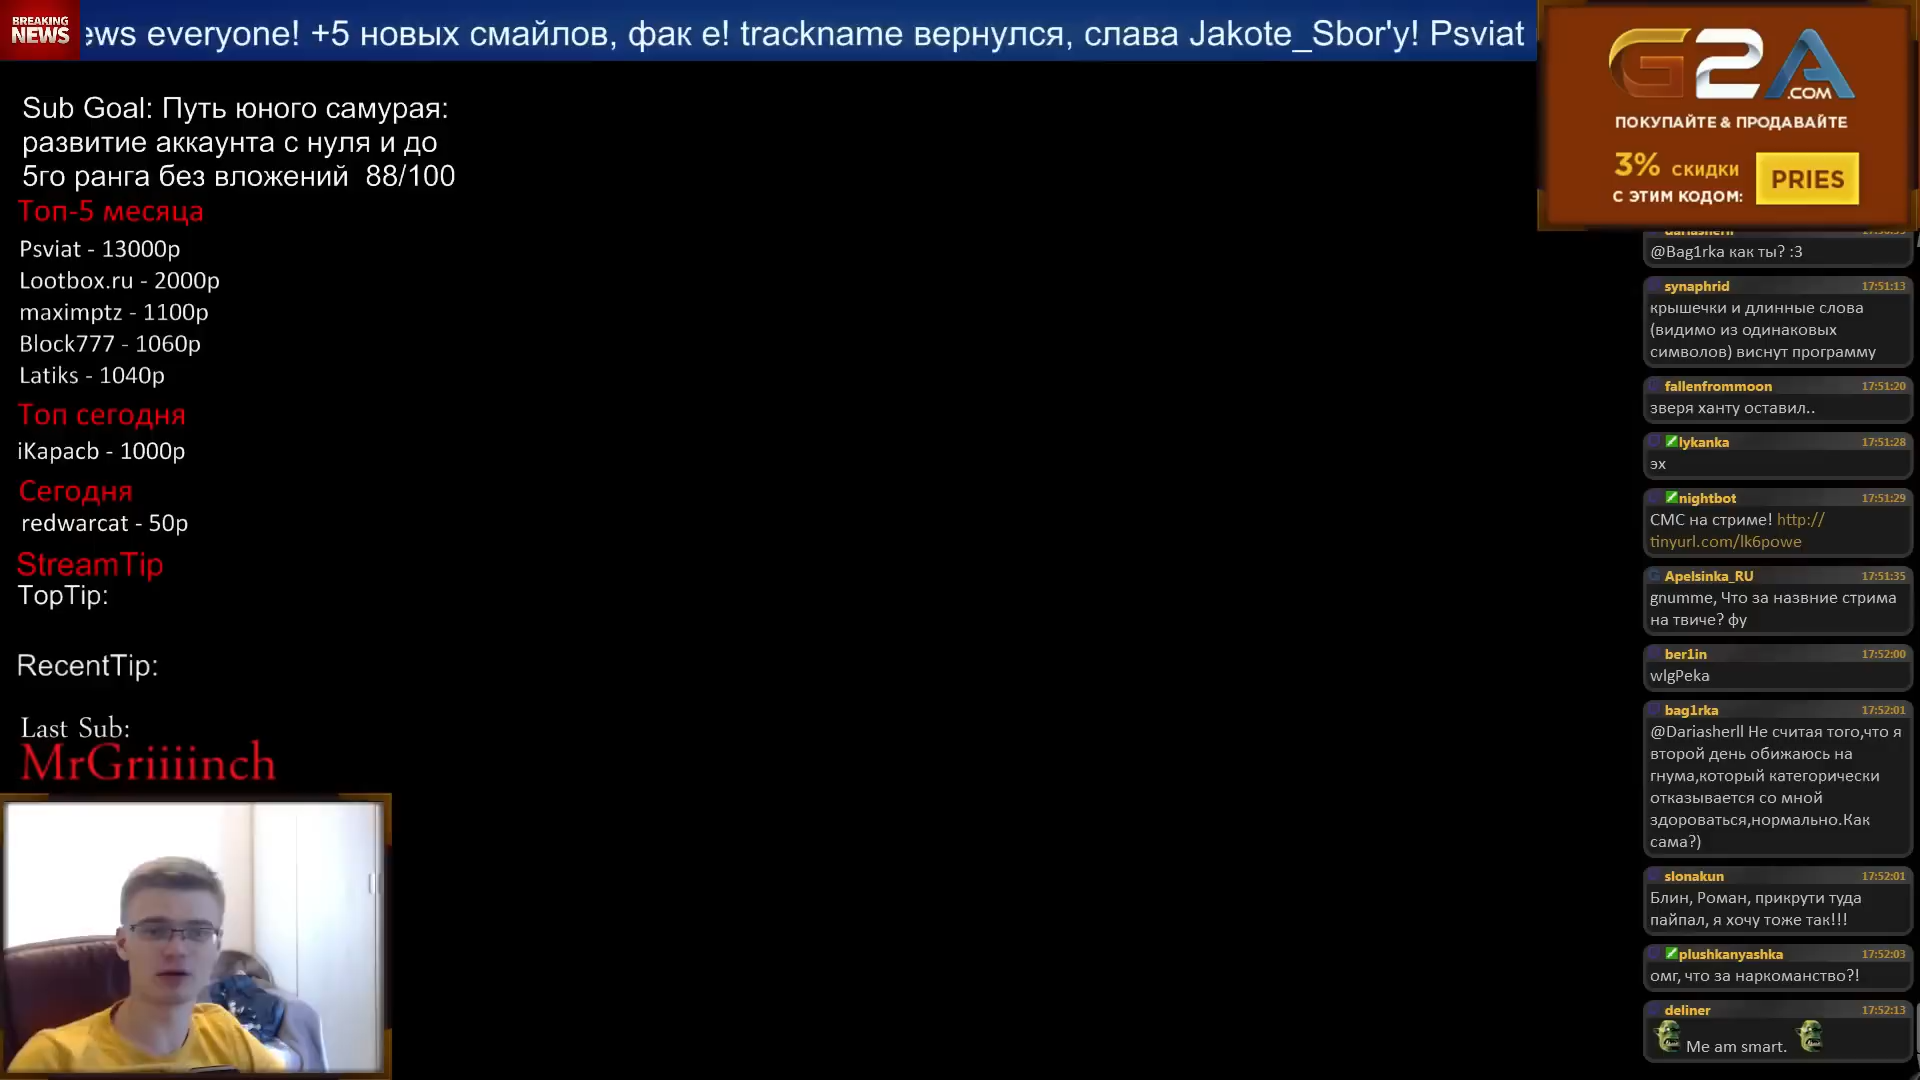 BREAKING
NEWS
ews everyone! +5 новых смайлов, фак е! trackname вернулся, слава Jakote_Sbor'y! Psviat
G2A
.COM
ПОКУПАЙТЕ & ПРОДАВАЙТЕ
3% СКИДКИ
С ЭТИМ КОДОМ:
PRIES
Sub Goal: Путь юного самурая:
развитие аккаунта с нуля и до
5го ранга без вложений 88/100
Топ-5 месяца
Psviat - 13000р
Lootbox.ru - 2000р
maximptz - 1100р
Block777 - 1060р
Latiks - 1040р
Топ сегодня
iKapacb - 1000р
Сегодня
redwarcat - 50р
StreamTip
TopTip:
RecentTip:
Last Sub:
MrGriiiinch
@Bag1rka как ты? :3
synaphrid 17:51:13
крышечки и длинные слова
(видимо из одинаковых
символов) виснут программу
fallenfrommoon 17:51:20
зверя ханту оставил..
lykanka 17:51:28
эх
nightbot 17:51:29
СМС на стриме! http://
tinyurl.com/lk6powe
Apelsinka_RU 17:51:35
gnumme, Что за назвние стрима
на твиче? фу
ber1in 17:52:00
wlgPeka
bag1rka 17:52:01
@Dariasherll Не считая того,что я
второй день обижаюсь на
гнума,который категорически
отказывается со мной
здороваться,нормально.Как
сама?)
slonakun 17:52:01
Блин, Роман, прикрути туда
пайпал, я хочу тоже так!!!
plushkanyashka 17:52:03
омг, что за наркоманство?!
deliner 17:52:13
Me am smart.